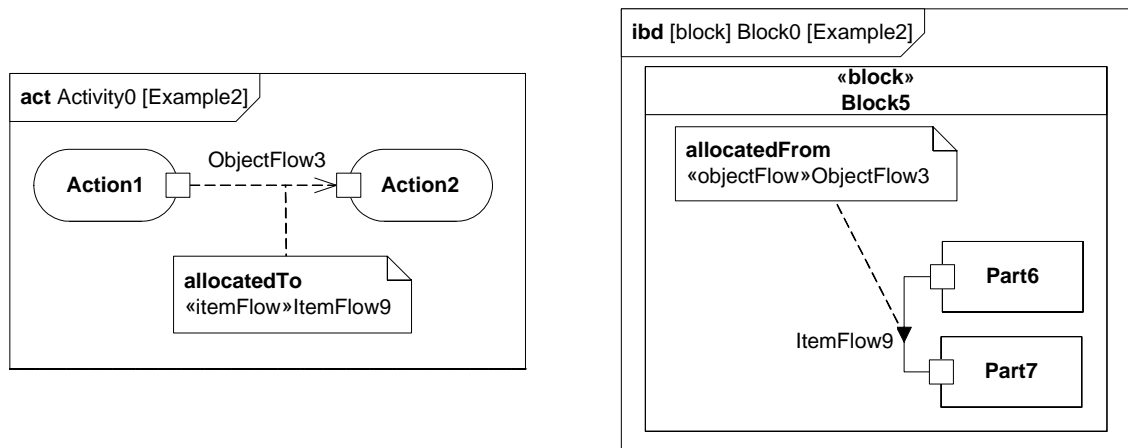 act Activity0 [Example2]
ObjectFlow3
Action1
Action2
allocatedTo
«itemFlow»ItemFlow9
ibd [block] Block0 [Example2]
«block»
Block5
allocatedFrom
«objectFlow»ObjectFlow3
Part6
ItemFlow9
Part7